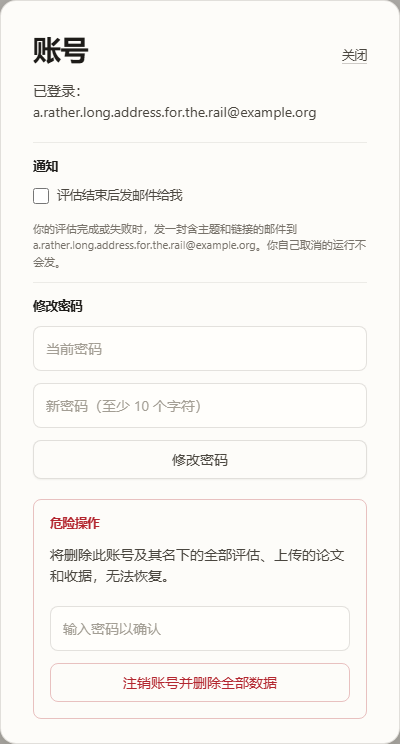 账号
关闭
已登录：
a.rather.long.address.for.the.rail@example.org
通知
评估结束后发邮件给我
你的评估完成或失败时，发一封含主题和链接的邮件到
a.rather.long.address.for.the.rail@example.org。你自己取消的运行不
会发。
修改密码
当前密码
新密码（至少 10 个字符）
修改密码
危险操作
将删除此账号及其名下的全部评估、上传的论文
和收据，无法恢复。
输入密码以确认
注销账号并删除全部数据